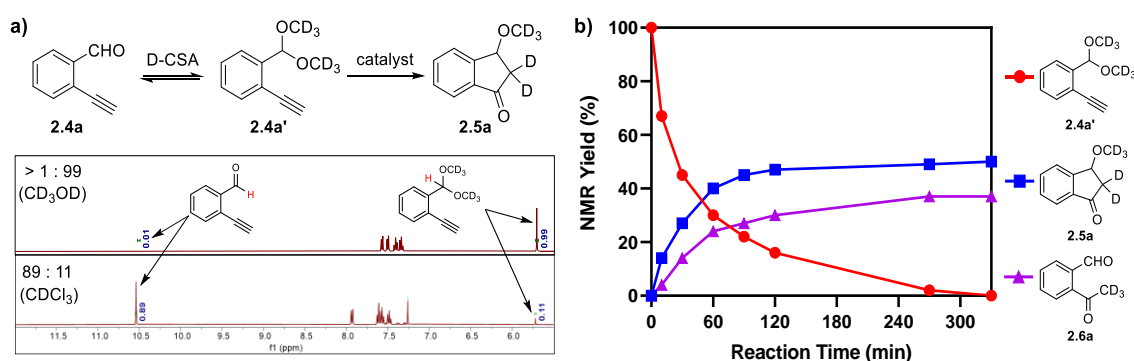 a)
CHO
2.4a
D-CSA
OCD₃
OCD₃
2.4a'
catalyst
OCD₃
D
D
O
2.5a
> 1 : 99
(CD₃OD)
O
H
H
OCD₃
OCD₃
0.01
0.99
89 : 11
(CDCl₃)
0.89
0.11
11.5 11.0 10.5 10.0 9.5 9.0 8.5 8.0 7.5 7.0 6.5 6.0
f1 (ppm)
b)
NMR Yield (%)
100
80
60
40
20
0
0 60 120 180 240 300
Reaction Time (min)
OCD₃
OCD₃
2.4a'
OCD₃
D
D
O
2.5a
CHO
CD₃
O
2.6a